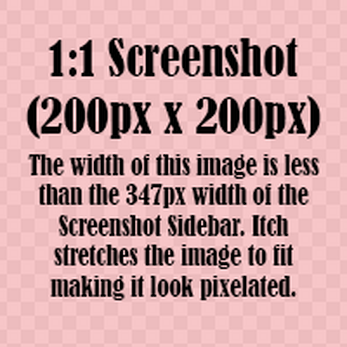 1:1 Screenshot
(200px x 200px)
The width of this image is less
than the 347px width of the
Screenshot Sidebar. Itch
stretches the image to fit
making it look pixelated.